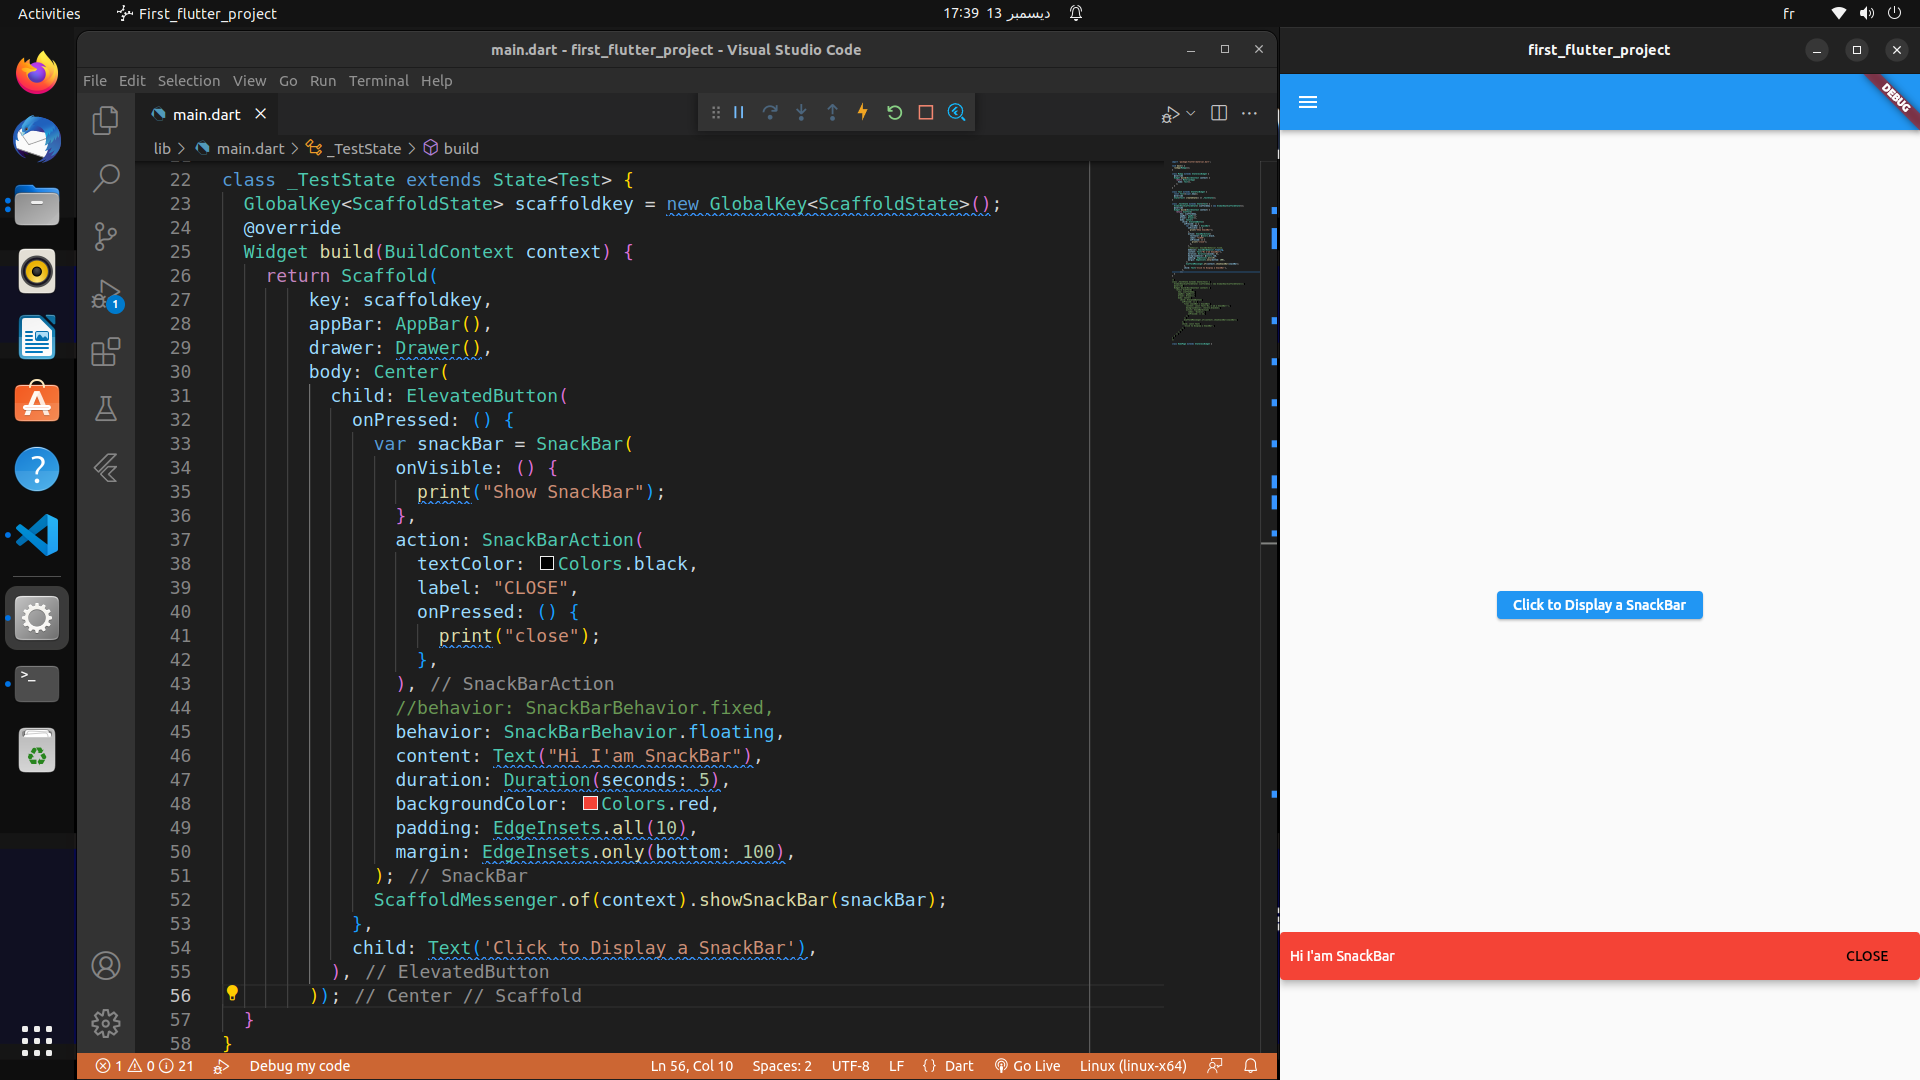 Activities
First_flutter_project
17:39 13 ديسمبر
fr
main.dart - first_flutter_project - Visual Studio Code
File Edit Selection View Go Run Terminal Help
main.dart
lib > main.dart > _TestState > build
22 class _TestState extends State<Test> {
23 GlobalKey<ScaffoldState> scaffoldkey = new GlobalKey<ScaffoldState>();
24 @override
25 Widget build(BuildContext context) {
26 return Scaffold(
27 key: scaffoldkey,
28 appBar: AppBar(),
29 drawer: Drawer(),
30 body: Center(
31 child: ElevatedButton(
32 onPressed: () {
33 var snackBar = SnackBar(
34 onVisible: () {
35 print("Show SnackBar");
36 },
37 action: SnackBarAction(
38 textColor: Colors.black,
39 label: "CLOSE",
40 onPressed: () {
41 print("close");
42 },
43 ), // SnackBarAction
44 //behavior: SnackBarBehavior.fixed,
45 behavior: SnackBarBehavior.floating,
46 content: Text("Hi I'am SnackBar"),
47 duration: Duration(seconds: 5),
48 backgroundColor: Colors.red,
49 padding: EdgeInsets.all(10),
50 margin: EdgeInsets.only(bottom: 100),
51 ); // SnackBar
52 ScaffoldMessenger.of(context).showSnackBar(snackBar);
53 },
54 child: Text('Click to Display a SnackBar'),
55 ), // ElevatedButton
56 )); // Center // Scaffold
57 }
58 }
1
1 0 21 Debug my code
Ln 56, Col 10 Spaces: 2 UTF-8 LF {} Dart Go Live Linux (linux-x64)
first_flutter_project
DEBUG
Click to Display a SnackBar
Hi I'am SnackBar
CLOSE